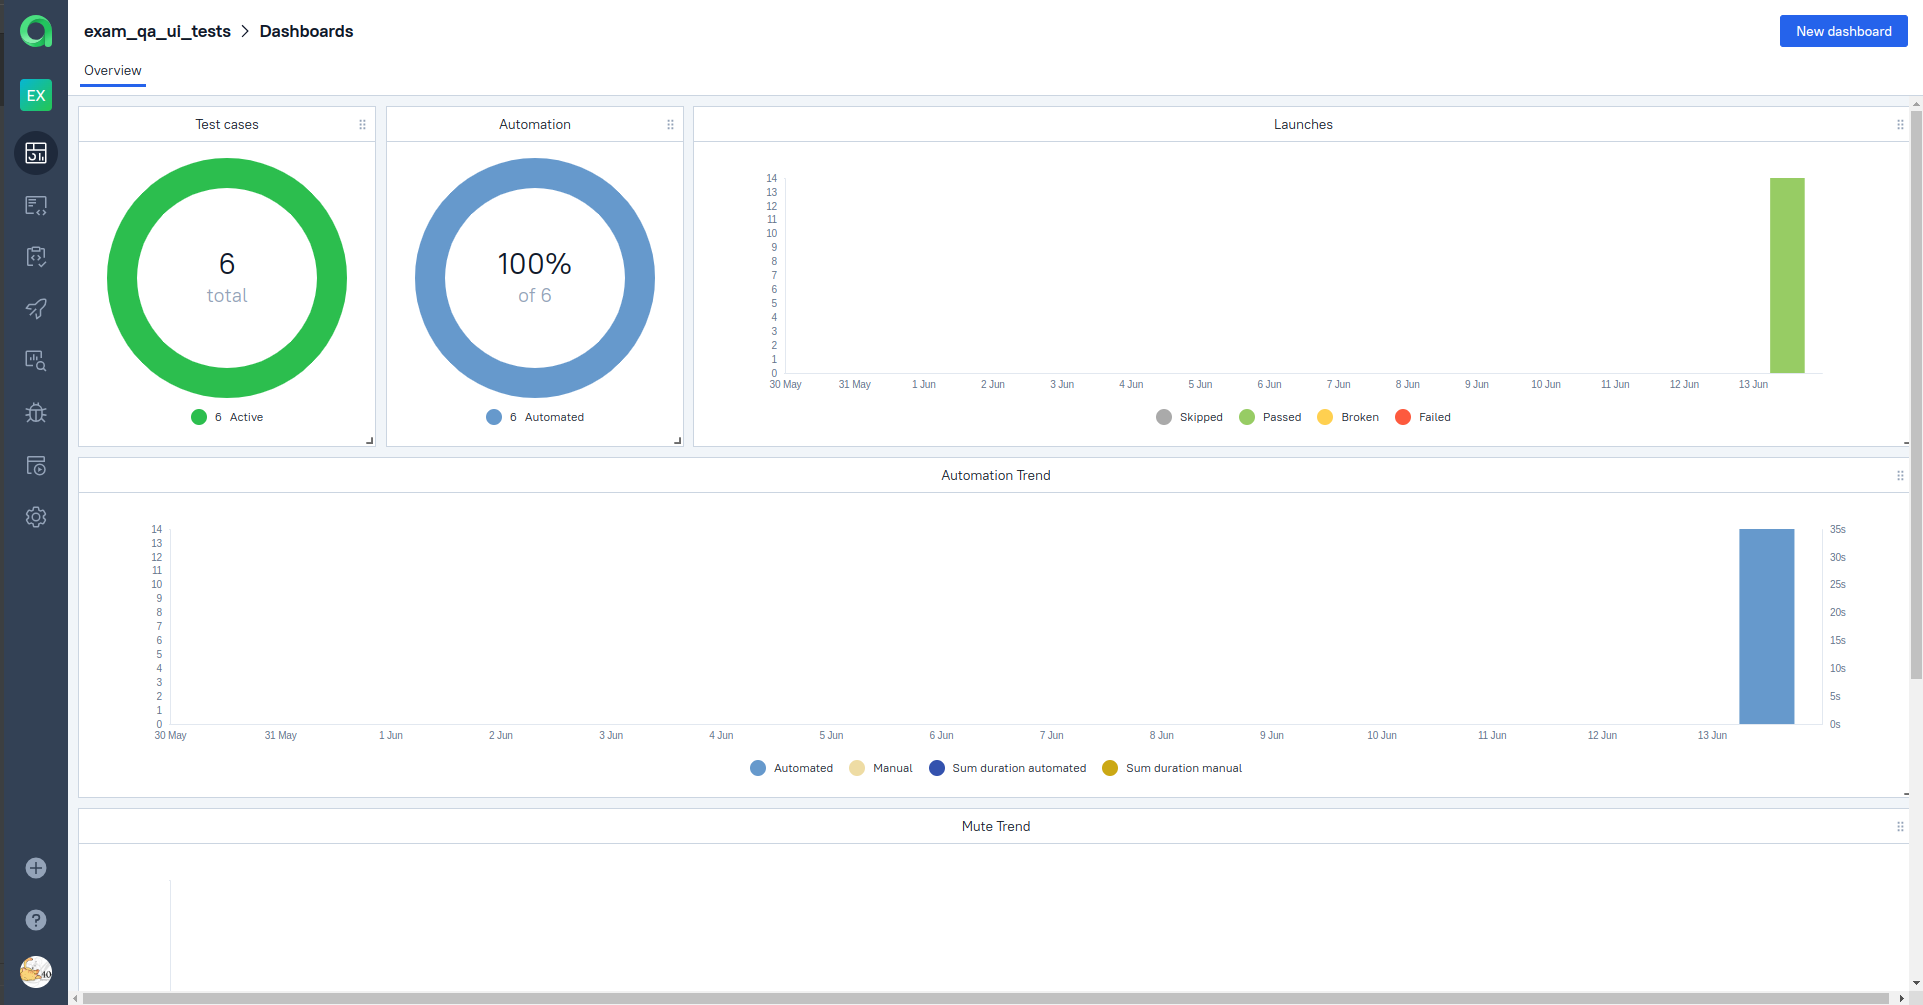 exam_qa_ui_tests > Dashboards
New dashboard
Overview
EX
Test cases
6
total
6 Active
Automation
100%
of 6
6 Automated
Launches
14
13
12
11
10
9
8
7
6
5
4
3
2
1
0
30 May 31 May 1 Jun 2 Jun 3 Jun 4 Jun 5 Jun 6 Jun 7 Jun 8 Jun 9 Jun 10 Jun 11 Jun 12 Jun 13 Jun
Skipped Passed Broken Failed
Automation Trend
14 35s
13
12 30s
11
10 25s
9
8 20s
7
6 15s
5
4 10s
3
2 5s
1
0 0s
30 May 31 May 1 Jun 2 Jun 3 Jun 4 Jun 5 Jun 6 Jun 7 Jun 8 Jun 9 Jun 10 Jun 11 Jun 12 Jun 13 Jun
Automated Manual Sum duration automated Sum duration manual
Mute Trend